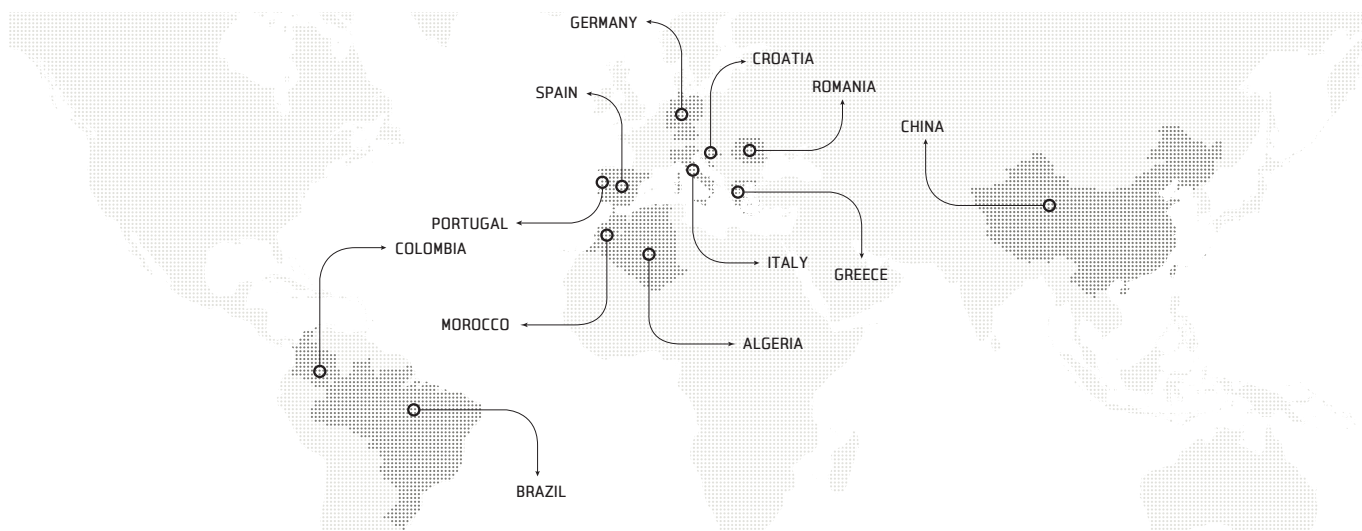 GERMANY
CROATIA
ROMANIA
SPAIN
CHINA
PORTUGAL
COLOMBIA
ITALY
GREECE
MOROCCO
ALGERIA
BRAZIL